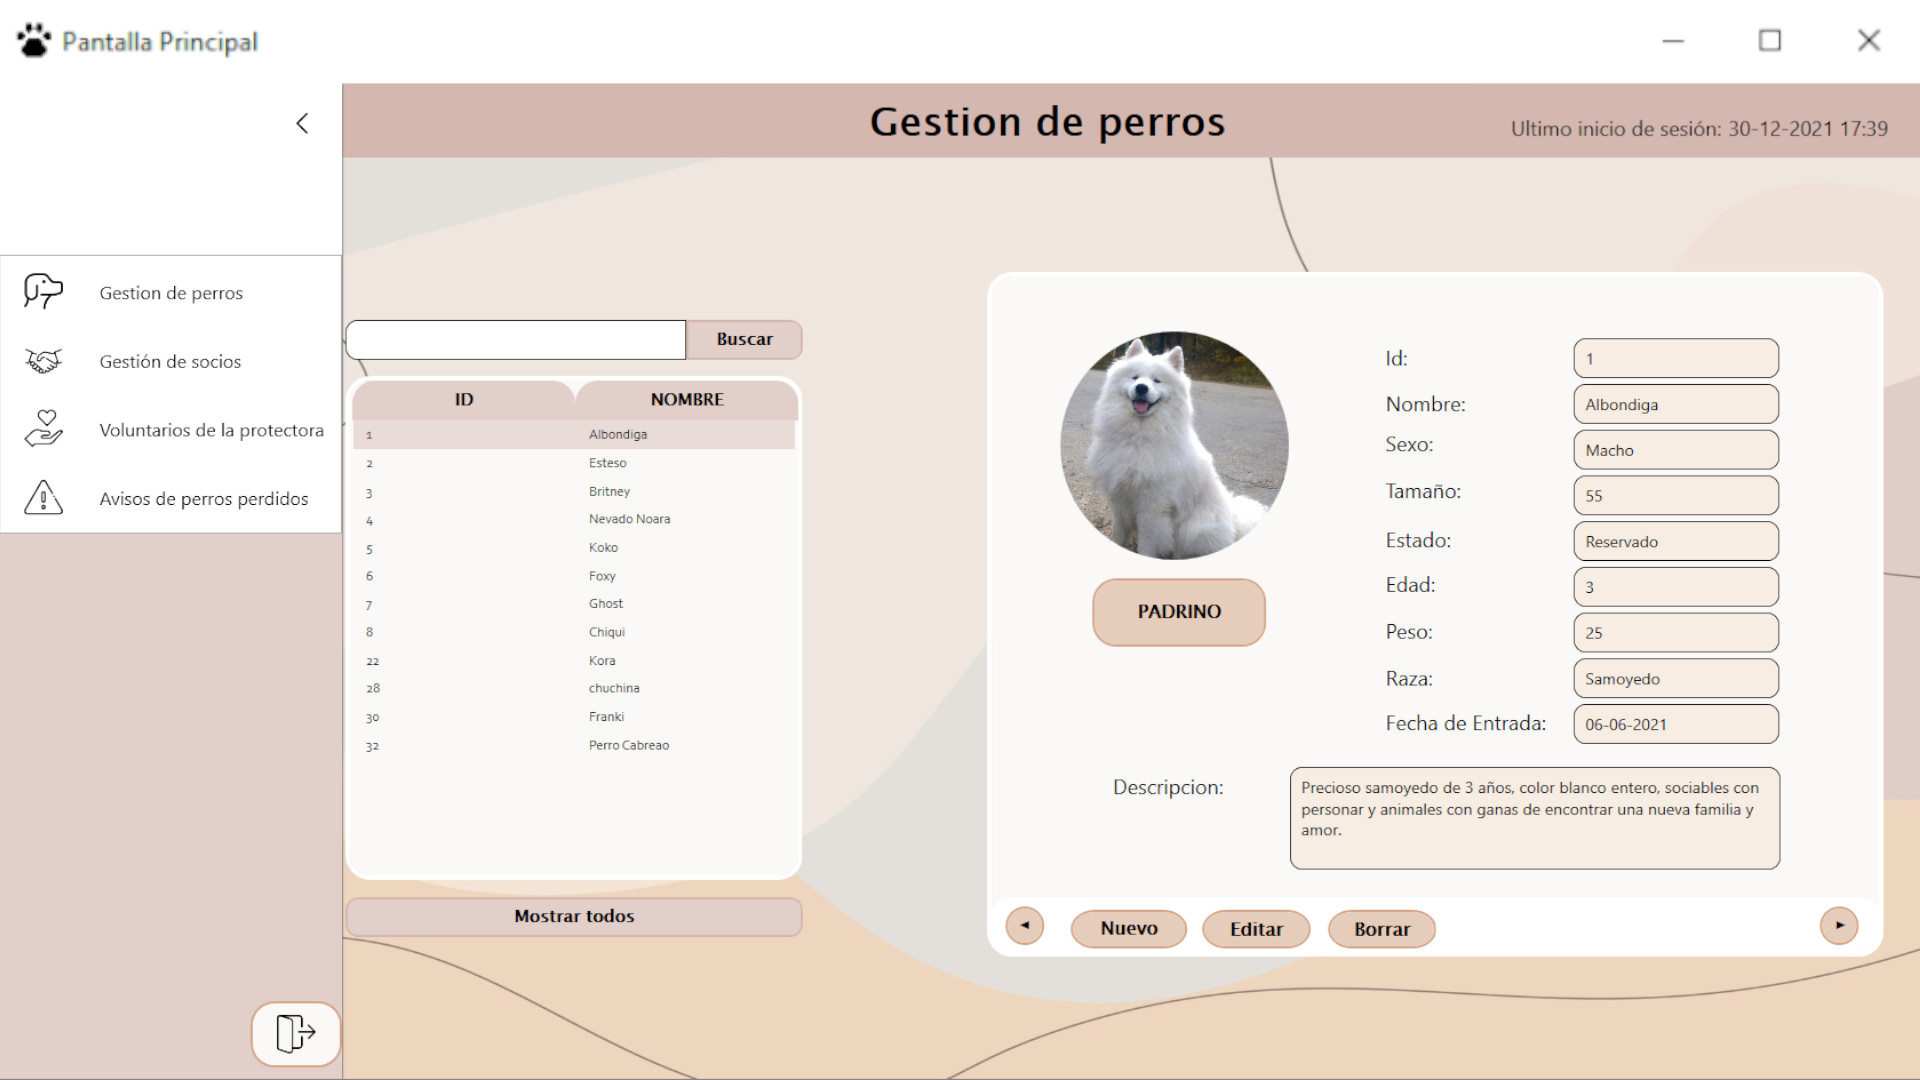 Pantalla Principal
Gestion de perros
Ultimo inicio de sesión: 30-12-2021 17:39
Gestion de perros
Gestión de socios
Voluntarios de la protectora
Avisos de perros perdidos
Buscar
ID NOMBRE
1 Albondiga
2 Esteso
3 Britney
4 Nevado Noara
5 Koko
6 Foxy
7 Ghost
8 Chiqui
22 Kora
28 chuchina
30 Franki
32 Perro Cabreao
Mostrar todos
PADRINO
Id: 1
Nombre: Albondiga
Sexo: Macho
Tamaño: 55
Estado: Reservado
Edad: 3
Peso: 25
Raza: Samoyedo
Fecha de Entrada: 06-06-2021
Descripcion:
Precioso samoyedo de 3 años, color blanco entero, sociables con
personar y animales con ganas de encontrar una nueva familia y
amor.
Nuevo Editar Borrar